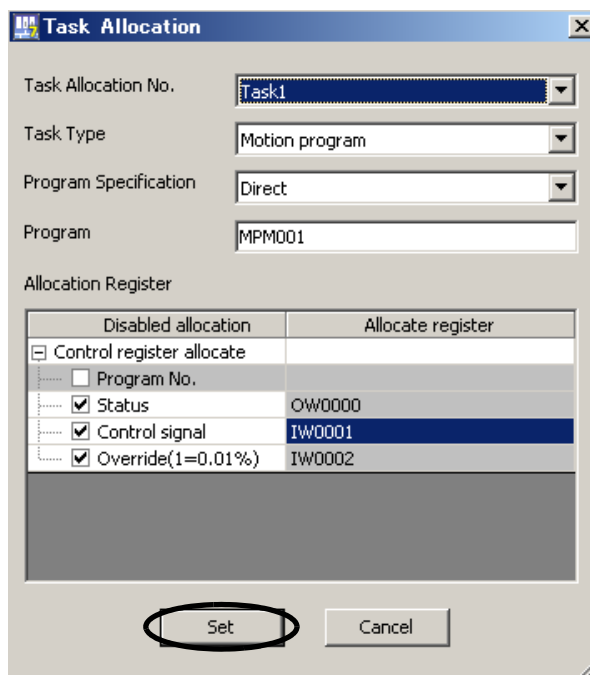 Task Allocation
Task Allocation No. Task1
Task Type Motion program
Program Specification Direct
Program MPM001
Allocation Register
Disabled allocation Allocate register
Control register allocate
Program No.
Status OW0000
Control signal IW0001
Override(1=0.01%) IW0002
Set Cancel